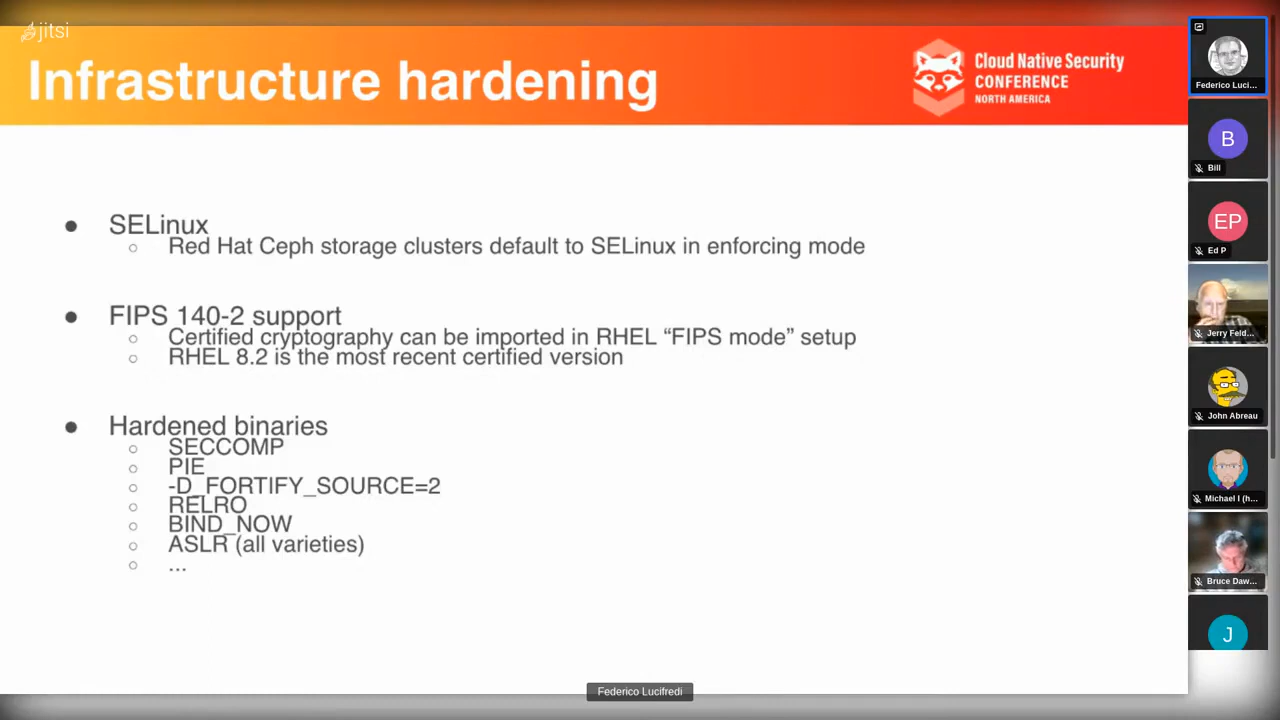 jitsi
Infrastructure hardening
Cloud Native Security
CONFERENCE
NORTH AMERICA
● SELinux
○ Red Hat Ceph storage clusters default to SELinux in enforcing mode
● FIPS 140-2 support
○ Certified cryptography can be imported in RHEL “FIPS mode” setup
○ RHEL 8.2 is the most recent certified version
● Hardened binaries
○ SECCOMP
○ PIE
○ -D_FORTIFY_SOURCE=2
○ RELRO
○ BIND_NOW
○ ASLR (all varieties)
○ ...
Federico Lucifredi
Federico Luci...
B
Bill
EP
Ed P
Jerry Feld...
John Abreau
Michael I (h...
Bruce Daw...
J